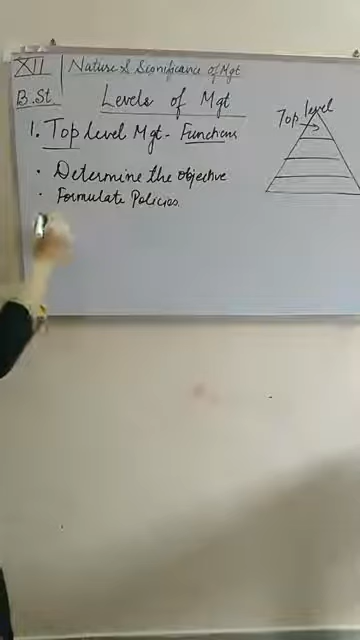 XII Nature & Significance of Mgt
B.St Levels of Mgt
Top level
1. Top Level Mgt - Functions
· Determine the objective
· Formulate Policies